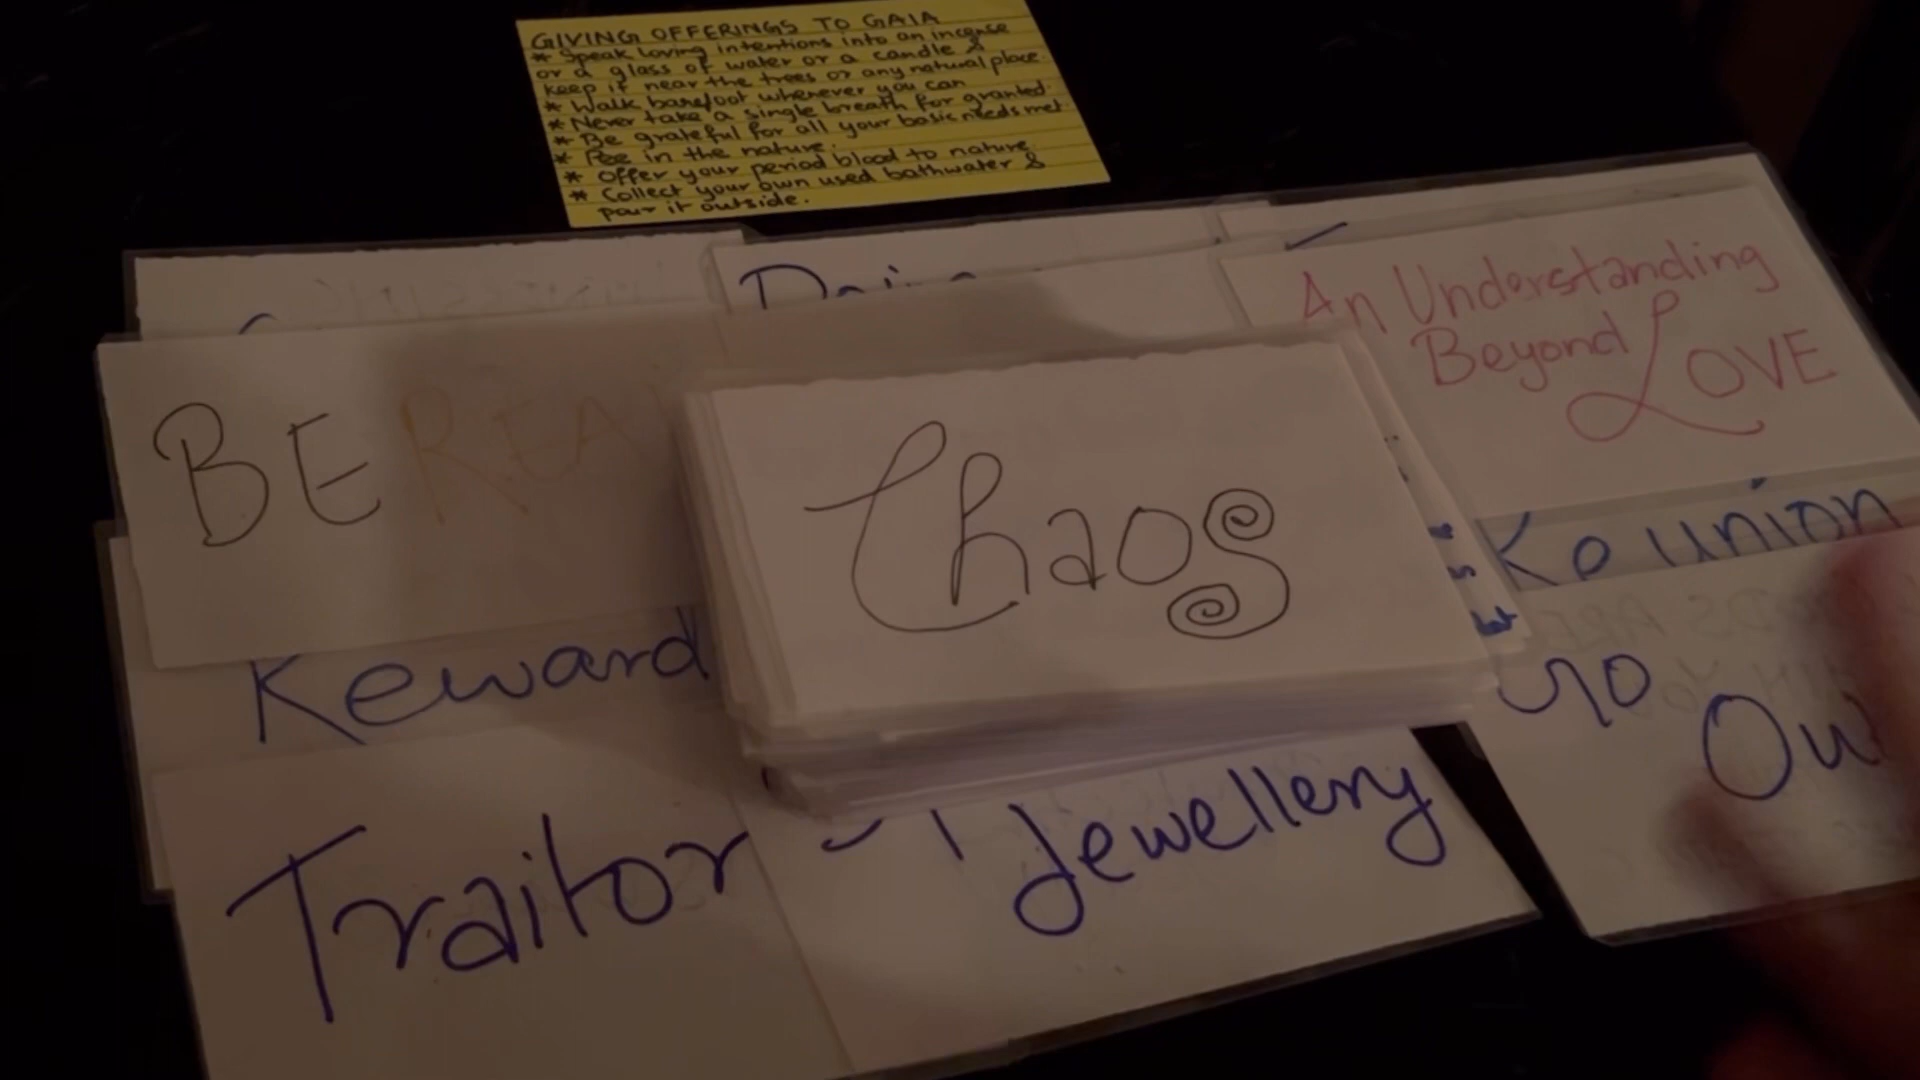 GIVING OFFERINGS TO GAIA
* Speak loving intentions into an incense
or a glass of water or a candle &
keep it near the trees or any natural place.
* Walk barefoot wherever you can
* Never take a single breath for granted.
* Be grateful for all your basic needs met.
* Pee in the nature.
* Offer your period blood to nature.
* Collect your own used bathwater &
pour it outside.
An Understanding
Beyond
LOVE
BE REA
Chaos
Reunion
Reward
Traitor
Jewellery